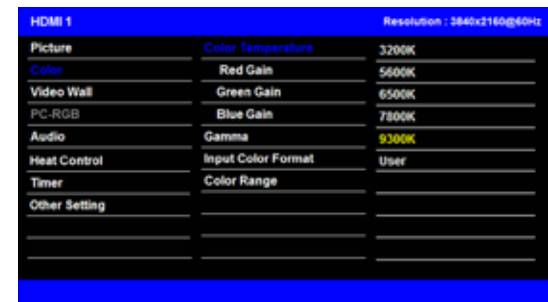 HDMI 1
Resolution : 3840x2160@60Hz
Picture
Color
Video Wall
PC-RGB
Audio
Heat Control
Timer
Other Setting
Color Temperature
Red Gain
Green Gain
Blue Gain
Gamma
Input Color Format
Color Range
3200K
5600K
6500K
7800K
9300K
User